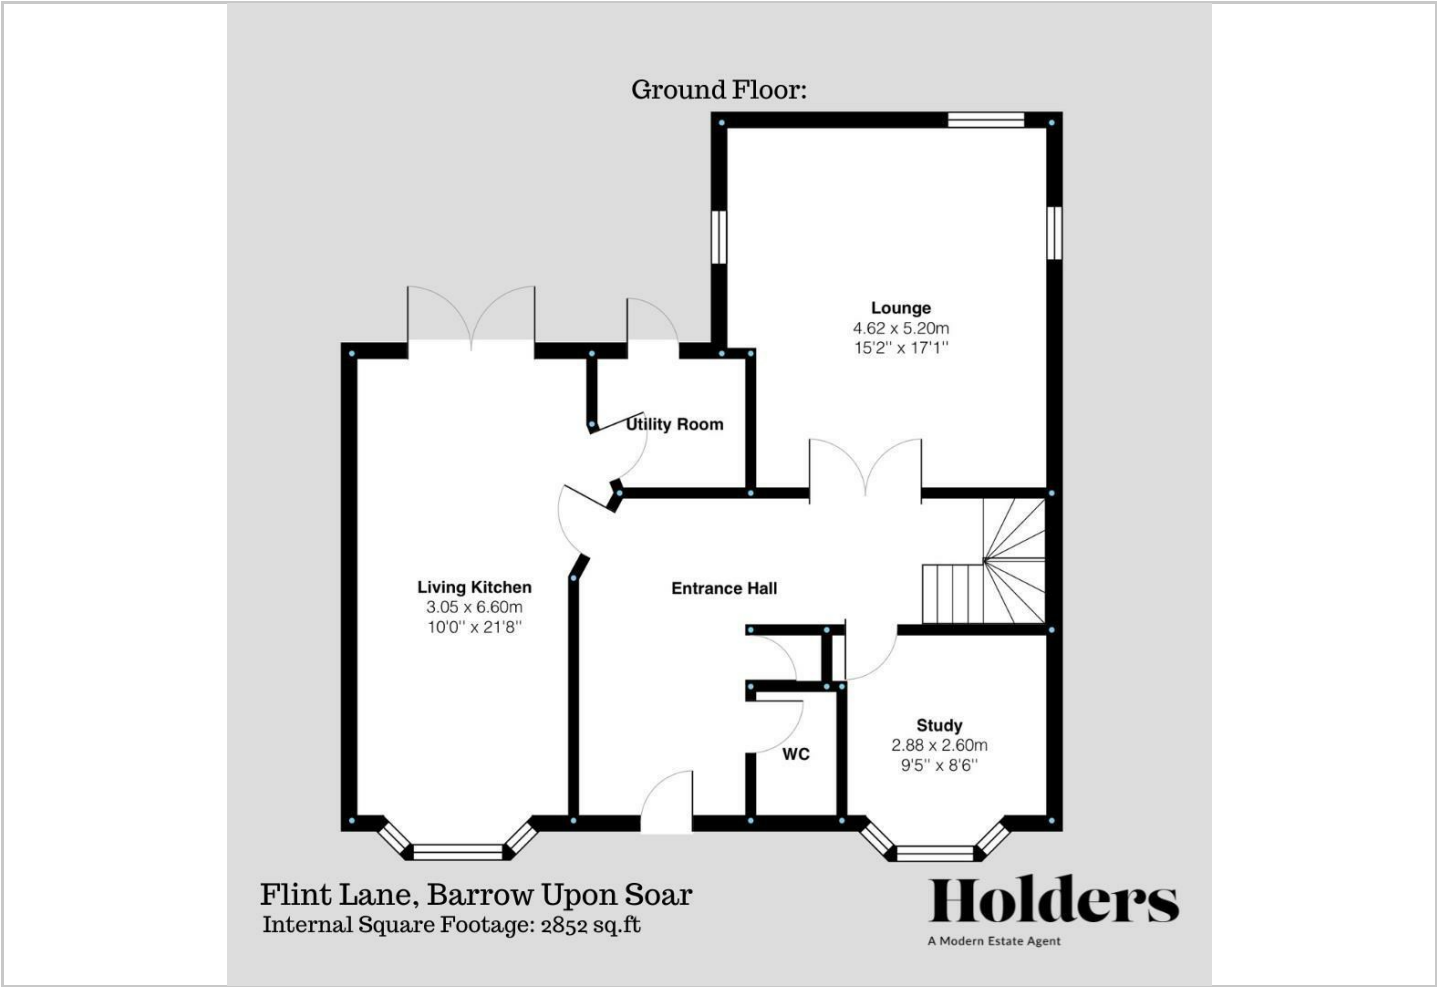 Ground Floor:
Lounge
4.62 x 5.20m
15'2'' x 17'1''
Utility Room
Living Kitchen
3.05 x 6.60m
10'0'' x 21'8''
Entrance Hall
Study
2.88 x 2.60m
9'5'' x 8'6''
WC
Flint Lane, Barrow Upon Soar
Internal Square Footage: 2852 sq.ft
Holders
A Modern Estate Agent